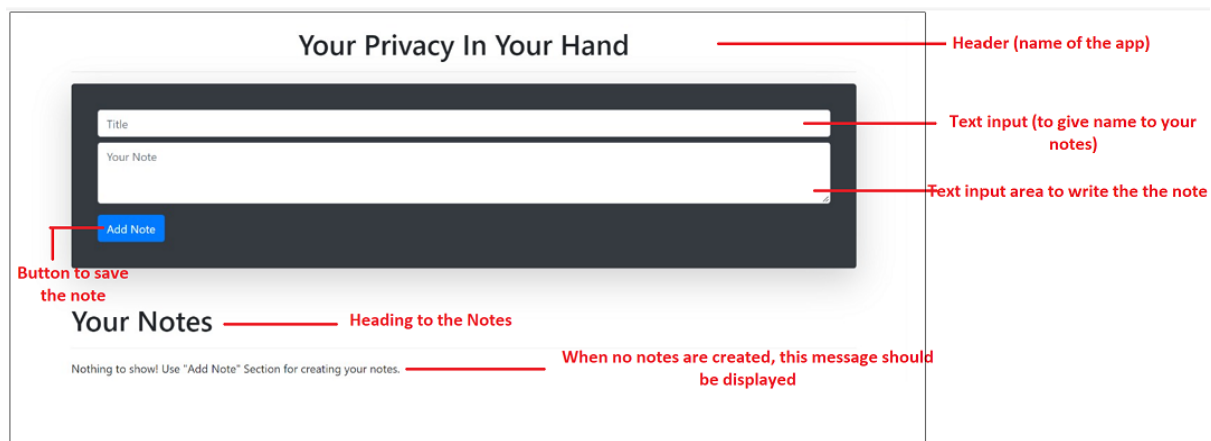 Your Privacy In Your Hand
Header (name of the app)
Title
Text input (to give name to your
notes)
Your Note
Text input area to write the the note
Add Note
Button to save
the note
Your Notes
Heading to the Notes
When no notes are created, this message should
be displayed
Nothing to show! Use "Add Note" Section for creating your notes.